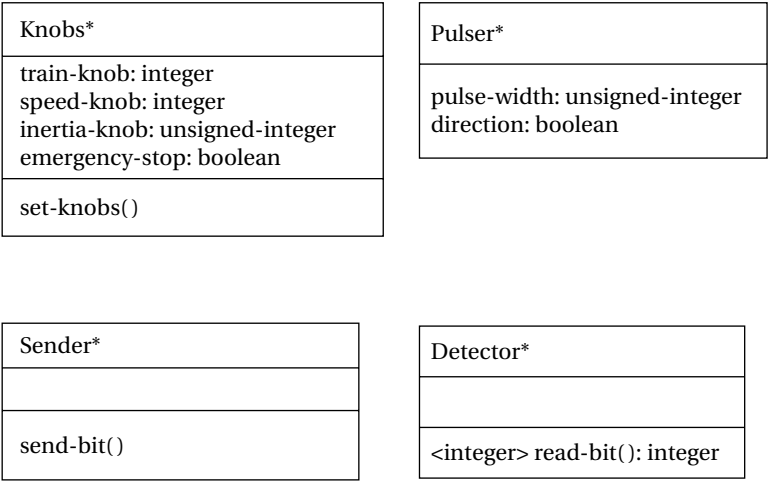 Knobs*
train-knob: integer
speed-knob: integer
inertia-knob: unsigned-integer
emergency-stop: boolean
set-knobs()
Pulser*
pulse-width: unsigned-integer
direction: boolean
Sender*
send-bit()
Detector*
<integer> read-bit(): integer